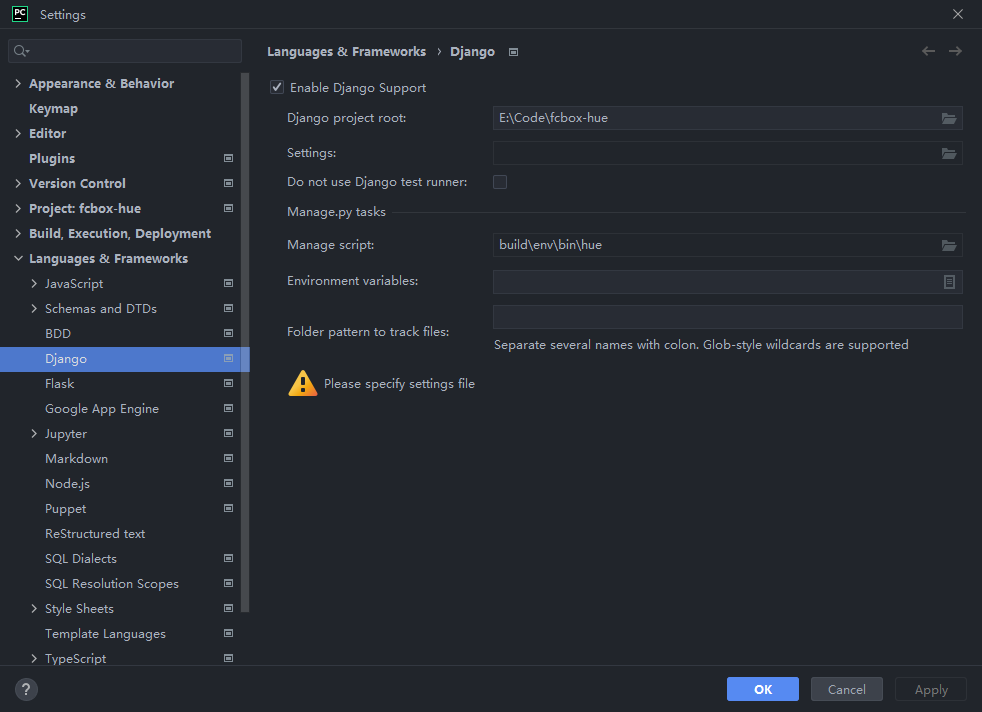 PC Settings
Languages & Frameworks › Django
Appearance & Behavior
Keymap
Editor
Plugins
Version Control
Project: fcbox-hue
Build, Execution, Deployment
Languages & Frameworks
JavaScript
Schemas and DTDs
BDD
Django
Flask
Google App Engine
Jupyter
Markdown
Node.js
Puppet
ReStructured text
SQL Dialects
SQL Resolution Scopes
Style Sheets
Template Languages
TypeScript
Enable Django Support
Django project root: E:\Code\fcbox-hue
Settings:
Do not use Django test runner:
Manage.py tasks
Manage script: build\env\bin\hue
Environment variables:
Folder pattern to track files:
Separate several names with colon. Glob-style wildcards are supported
Please specify settings file
? OK Cancel Apply